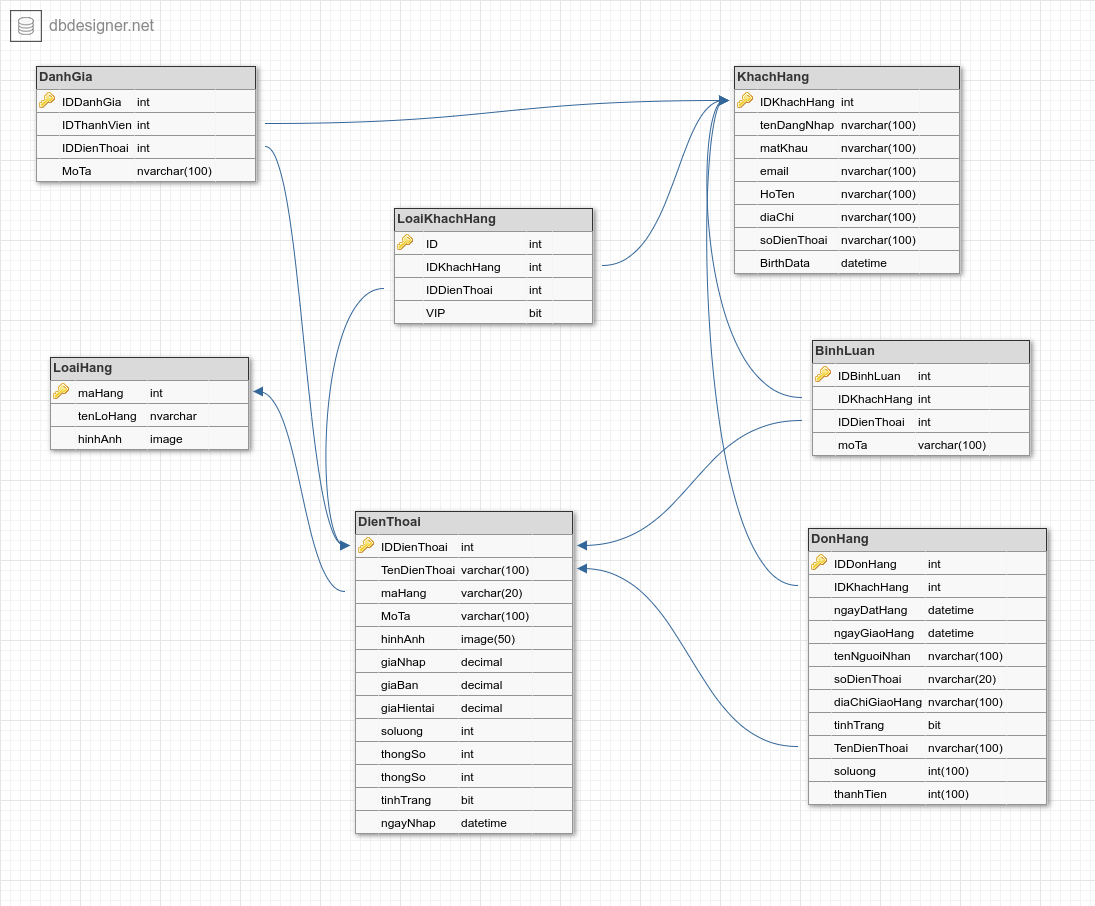 dbdesigner.net
DanhGia
IDDanhGia int
IDThanhVien int
IDDienThoai int
MoTa nvarchar(100)
KhachHang
IDKhachHang int
tenDangNhap nvarchar(100)
matKhau nvarchar(100)
email nvarchar(100)
HoTen nvarchar(100)
diaChi nvarchar(100)
soDienThoai nvarchar(100)
BirthData datetime
LoaiKhachHang
ID int
IDKhachHang int
IDDienThoai int
VIP bit
LoaiHang
maHang int
tenLoHang nvarchar
hinhAnh image
BinhLuan
IDBinhLuan int
IDKhachHang int
IDDienThoai int
moTa varchar(100)
DienThoai
IDDienThoai int
TenDienThoai varchar(100)
maHang varchar(20)
MoTa varchar(100)
hinhAnh image(50)
giaNhap decimal
giaBan decimal
giaHientai decimal
soluong int
thongSo int
thongSo int
tinhTrang bit
ngayNhap datetime
DonHang
IDDonHang int
IDKhachHang int
ngayDatHang datetime
ngayGiaoHang datetime
tenNguoiNhan nvarchar(100)
soDienThoai nvarchar(20)
diaChiGiaoHang nvarchar(100)
tinhTrang bit
TenDienThoai nvarchar(100)
soluong int(100)
thanhTien int(100)